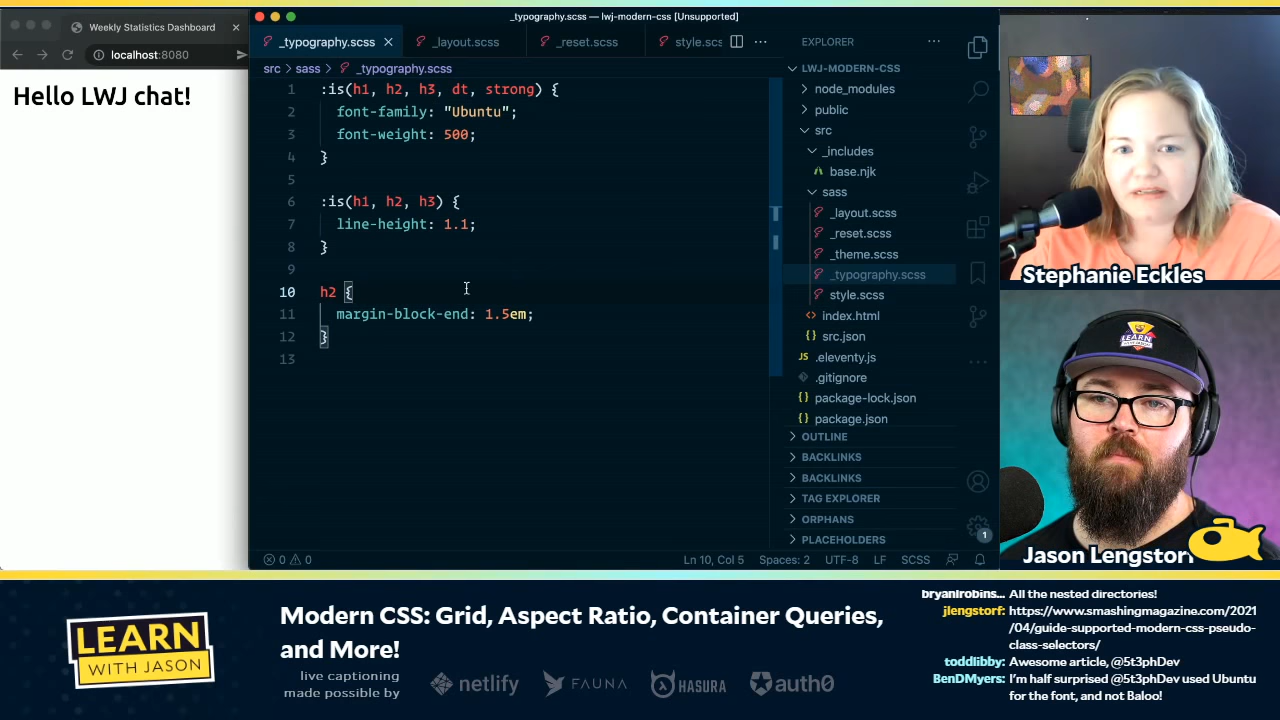 _typography.scss — lwj-modern-css [Unsupported]
Weekly Statistics Dashboard
localhost:8080
Hello LWJ chat!
_typography.scss
_layout.scss
_reset.scss
style.scs
src
sass
_typography.scss
1 :is(h1, h2, h3, dt, strong) {
2 font-family: "Ubuntu";
3 font-weight: 500;
4 }
5
6 :is(h1, h2, h3) {
7 line-height: 1.1;
8 }
9
10 h2 {
11 margin-block-end: 1.5em;
12 }
13
EXPLORER
LWJ-MODERN-CSS
node_modules
public
src
_includes
base.njk
sass
_layout.scss
_reset.scss
_theme.scss
_typography.scss
style.scss
index.html
src.json
.eleventy.js
.gitignore
package-lock.json
package.json
OUTLINE
BACKLINKS
BACKLINKS
TAG EXPLORER
ORPHANS
PLACEHOLDERS
1
0 0
Ln 10, Col 5
Spaces: 2
UTF-8
LF
SCSS
Stephanie Eckles
LEARN
Jason Lengstorf
LEARN
WITH JASON
Modern CSS: Grid, Aspect Ratio, Container Queries,
and More!
live captioning
made possible by
netlify
FAUNA
HASURA
auth0
bryanlrobins... All the nested directories!
jlengstorf: https://www.smashingmagazine.com/2021
/04/guide-supported-modern-css-pseudo-
class-selectors/
toddlibby: Awesome article, @5t3phDev
BenDMyers: I'm half surprised @5t3phDev used Ubuntu
for the font, and not Baloo!